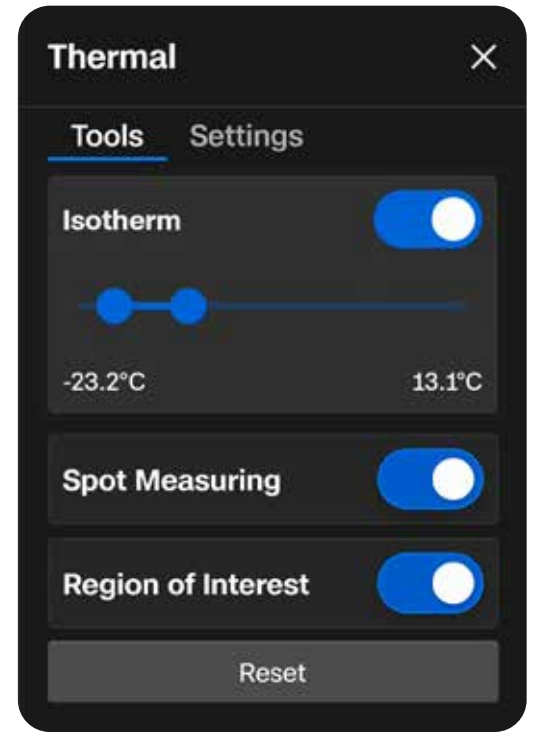 Thermal
Tools Settings
Isotherm
-23.2°C 13.1°C
Spot Measuring
Region of Interest
Reset